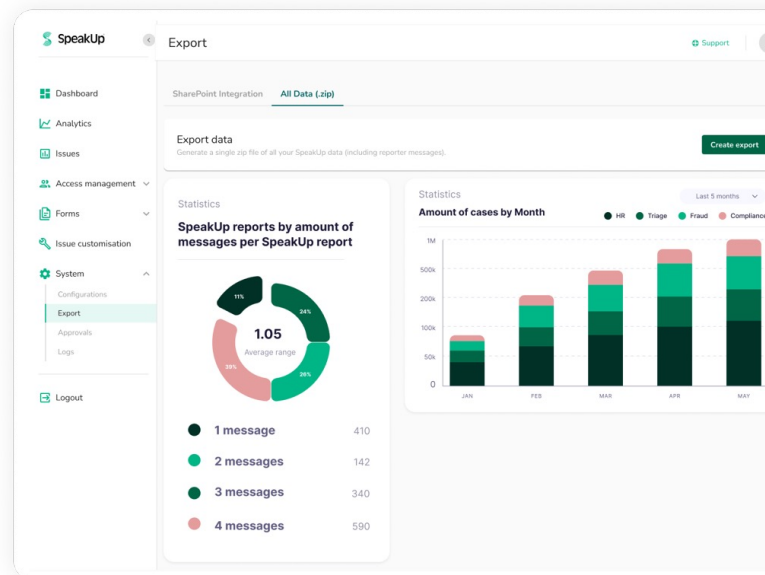 SpeakUp
Export
Support
Dashboard
Analytics
Issues
Access management
Forms
Issue customisation
System
Configurations
Export
Approvals
Logs
Logout
SharePoint Integration
All Data (.zip)
Export data
Generate a single zip file of all your SpeakUp data (including reporter messages).
Create export
Statistics
SpeakUp reports by amount of
messages per SpeakUp report
11%
24%
1.05
Average range
26%
1 message 410
2 messages 142
3 messages 340
4 messages 590
Statistics
Last 5 months
Amount of cases by Month
HR Triage Fraud Compliance
1M
500k
200k
100k
50k
0
JAN FEB MAR APR MAY